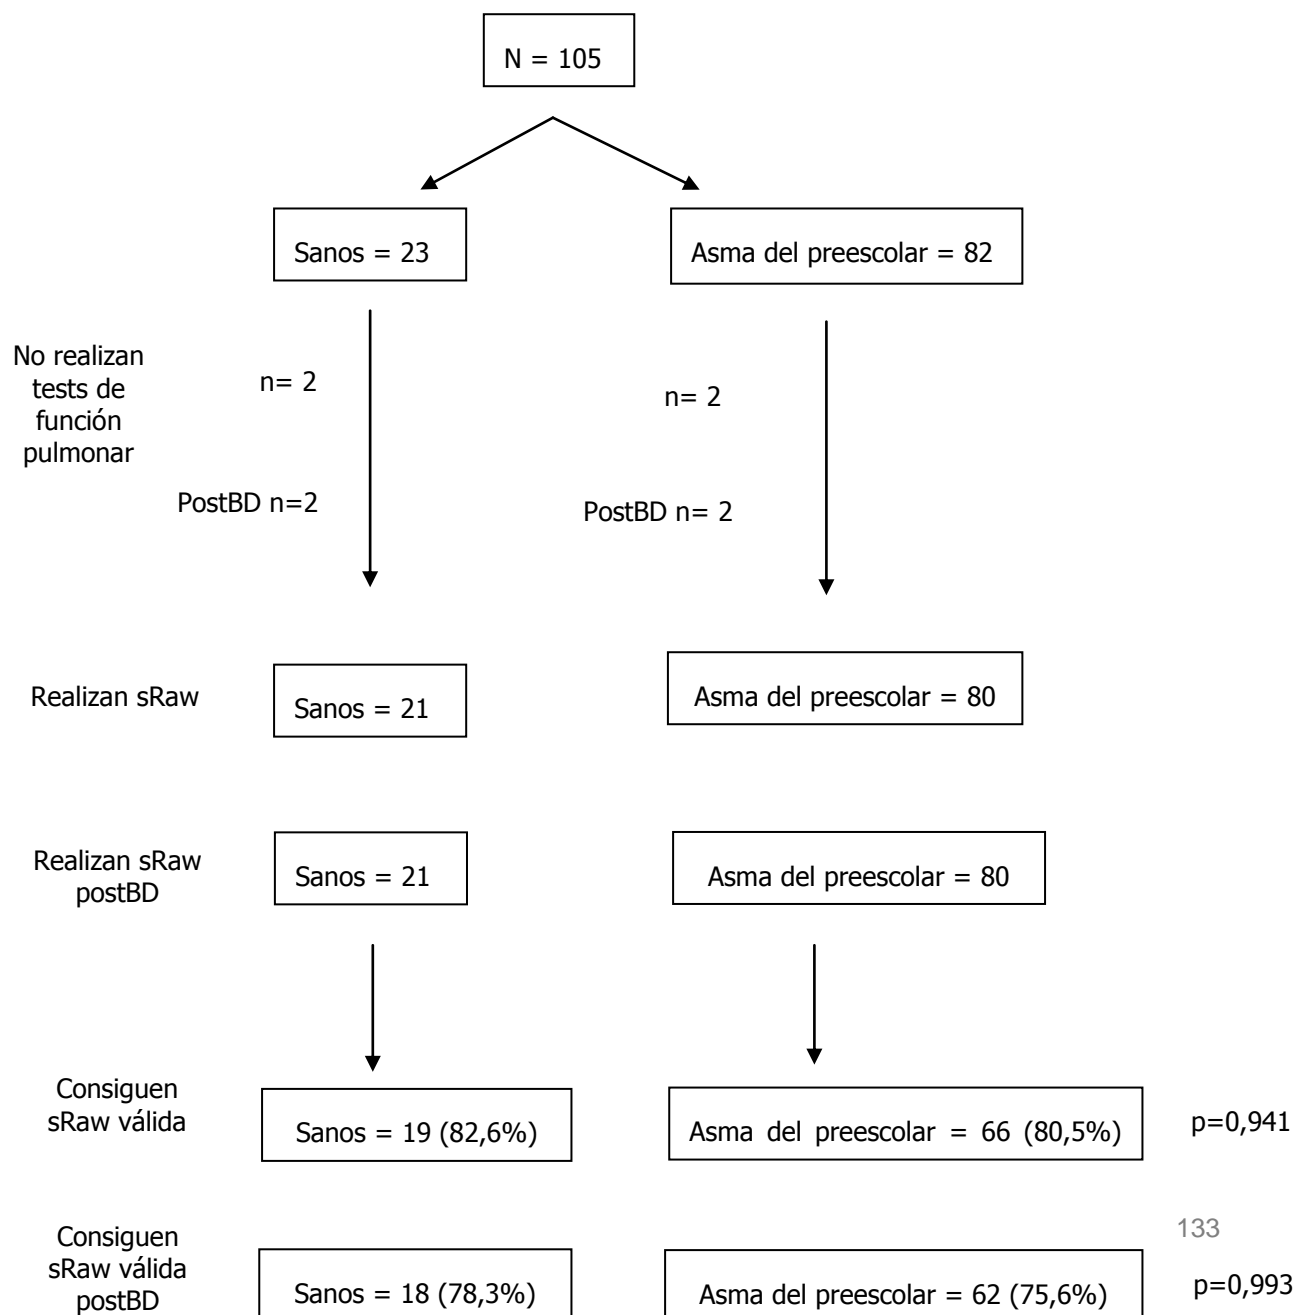 N = 105
Sanos = 23
Asma del preescolar = 82
No realizan
tests de
función
pulmonar
n= 2
n= 2
PostBD n=2
PostBD n= 2
Realizan sRaw
Sanos = 21
Asma del preescolar = 80
Realizan sRaw
postBD
Sanos = 21
Asma del preescolar = 80
Consiguen
sRaw válida
Sanos = 19 (82,6%)
Asma del preescolar = 66 (80,5%)
p=0,941
133
Consiguen
sRaw válida
postBD
Sanos = 18 (78,3%)
Asma del preescolar = 62 (75,6%)
p=0,993